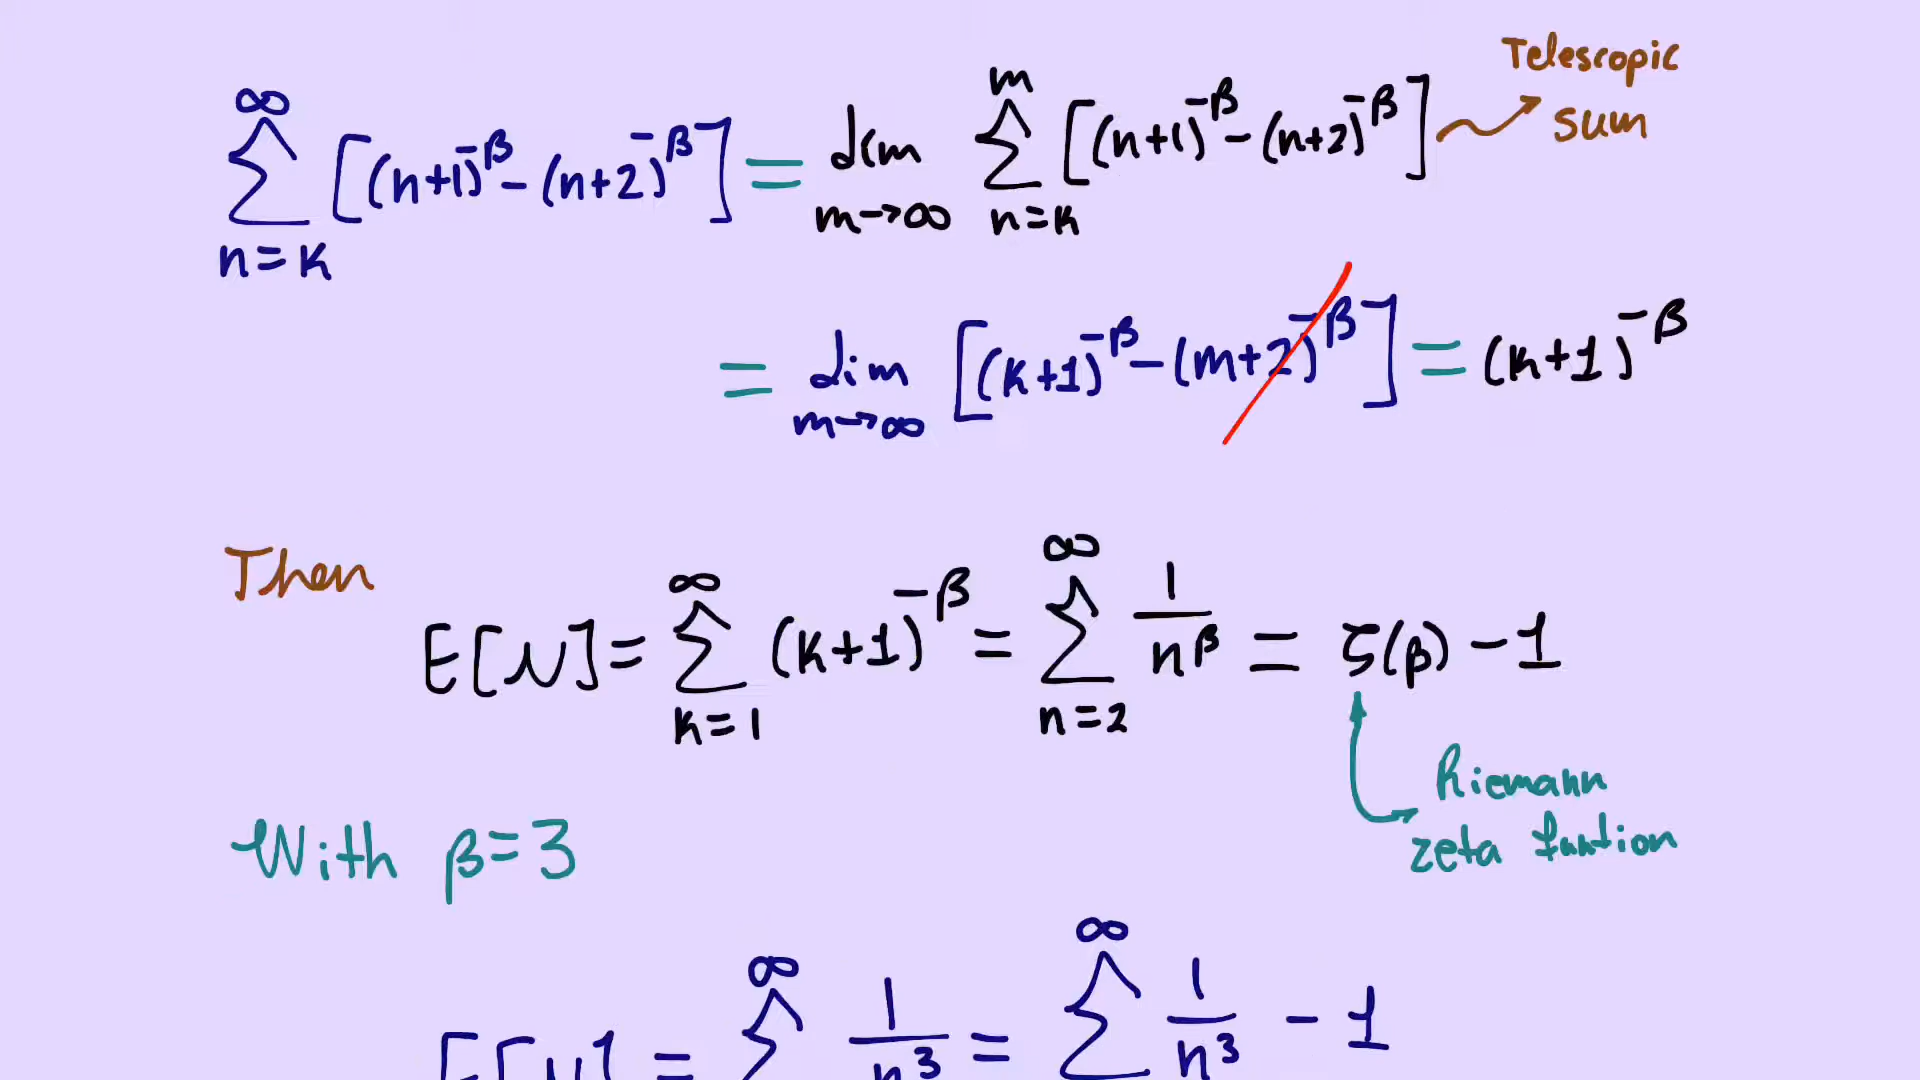 ∞∑n=k [(n+1)^-β - (n+2)^-β] = lim m→∞ m∑n=k [(n+1)^-β - (n+2)^-β] Telescopic sum
= lim m→∞ [(k+1)^-β - (m+2)^-β] = (k+1)^-β
Then
E[N] = ∞∑k=1 (k+1)^-β = ∞∑n=2 1/n^β = ζ(β) - 1
Riemann
zeta funtion
With β=3
E[N] = ∞∑ 1/n^3 = ∞∑ 1/n^3 - 1